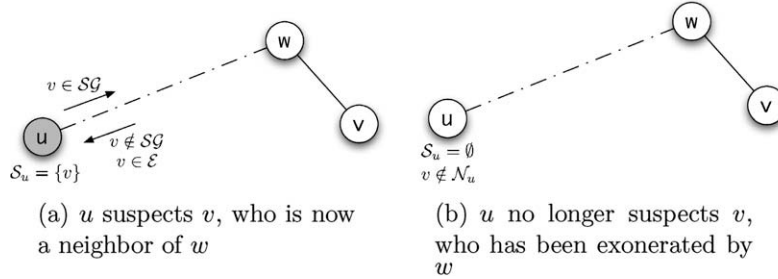 w
v ∈ SG
u
v ∉ SG
v ∈ E
v
S_u = {v}
(a) u suspects v, who is now
a neighbor of w
w
u
v
S_u = ∅
v ∉ N_u
(b) u no longer suspects v,
who has been exonerated by
w